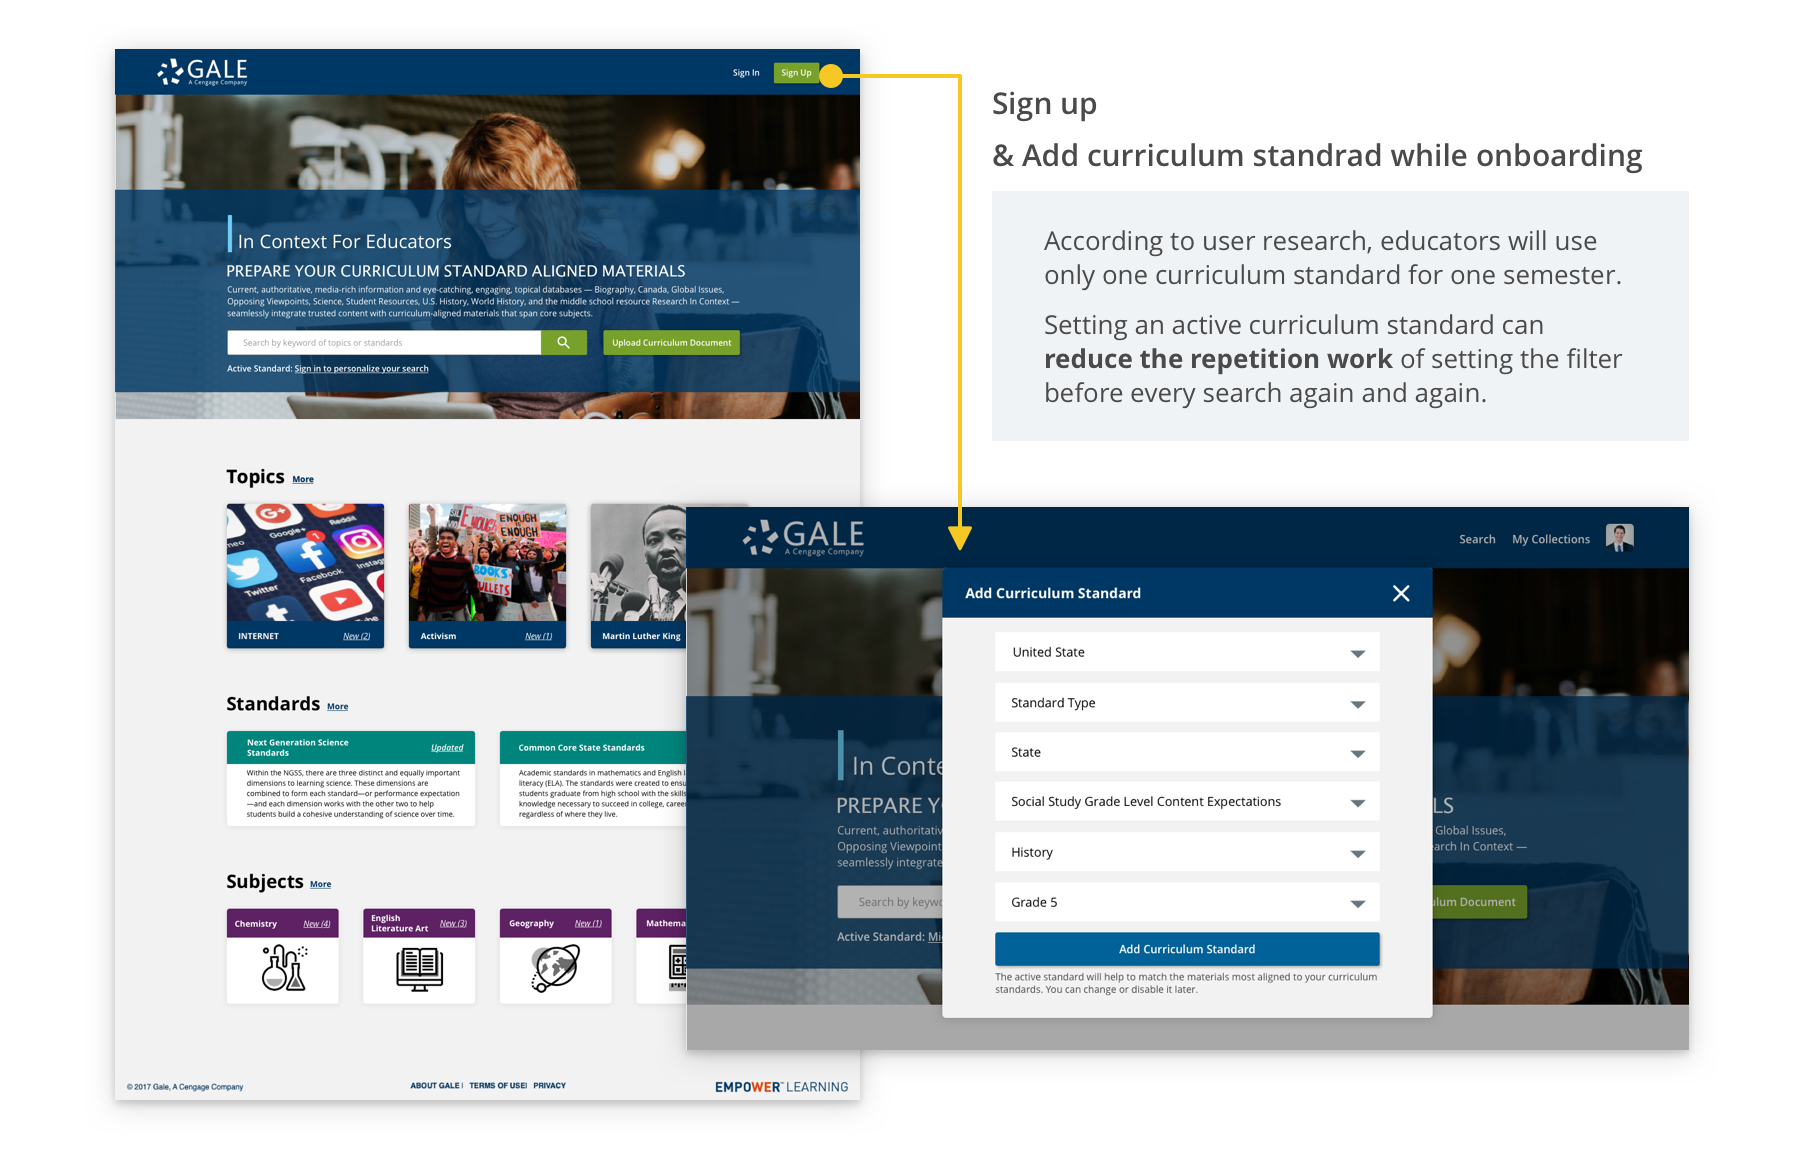 GALE
A Cengage Company
Sign In
Sign Up
In Context For Educators
PREPARE YOUR CURRICULUM STANDARD ALIGNED MATERIALS
Current, authoritative, media-rich information and eye-catching, engaging, topical databases — Biography, Canada, Global Issues,
Opposing Viewpoints, Science, Student Resources, U.S. History, World History, and the middle school resource Research In Context —
seamlessly integrate trusted content with curriculum-aligned materials that span core subjects.
Search by keyword of topics or standards
Upload Curriculum Document
Active Standard: Sign in to personalize your search
Topics More
Google+
Reddit
Facebook
Twitter
1
ENOUGH
ENOUGH IS
ENOUGH
BOOKS
BULLETS
INTERNET New (2)
Activism New (1)
Martin Luther King
Standards More
Next Generation Science
Standards
Updated
Within the NGSS, there are three distinct and equally important
dimensions to learning science. These dimensions are
combined to form each standard—or performance expectation
—and each dimension works with the other two to help
students build a cohesive understanding of science over time.
Common Core State Standards
Academic standards in mathematics and English l
literacy (ELA). The standards were created to ensu
students graduate from high school with the skills
knowledge necessary to succeed in college, caree
regardless of where they live.
Subjects More
Chemistry New (4)
English
Literature Art
New (3)
Geography New (1)
Mathema
© 2017 Gale, A Cengage Company
ABOUT GALE | TERMS OF USE| PRIVACY
EMPOWER™ LEARNING
Sign up
& Add curriculum standrad while onboarding
According to user research, educators will use
only one curriculum standard for one semester.
Setting an active curriculum standard can
reduce the repetition work of setting the filter
before every search again and again.
GALE
A Cengage Company
Search
My Collections
In Conte
PREPARE Y
LS
Current, authoritativ
Global Issues,
Opposing Viewpoint
arch In Context —
seamlessly integrate
Search by keywo
ulum Document
Active Standard: Mi
Add Curriculum Standard
United State
Standard Type
State
Social Study Grade Level Content Expectations
History
Grade 5
Add Curriculum Standard
The active standard will help to match the materials most aligned to your curriculum
standards. You can change or disable it later.